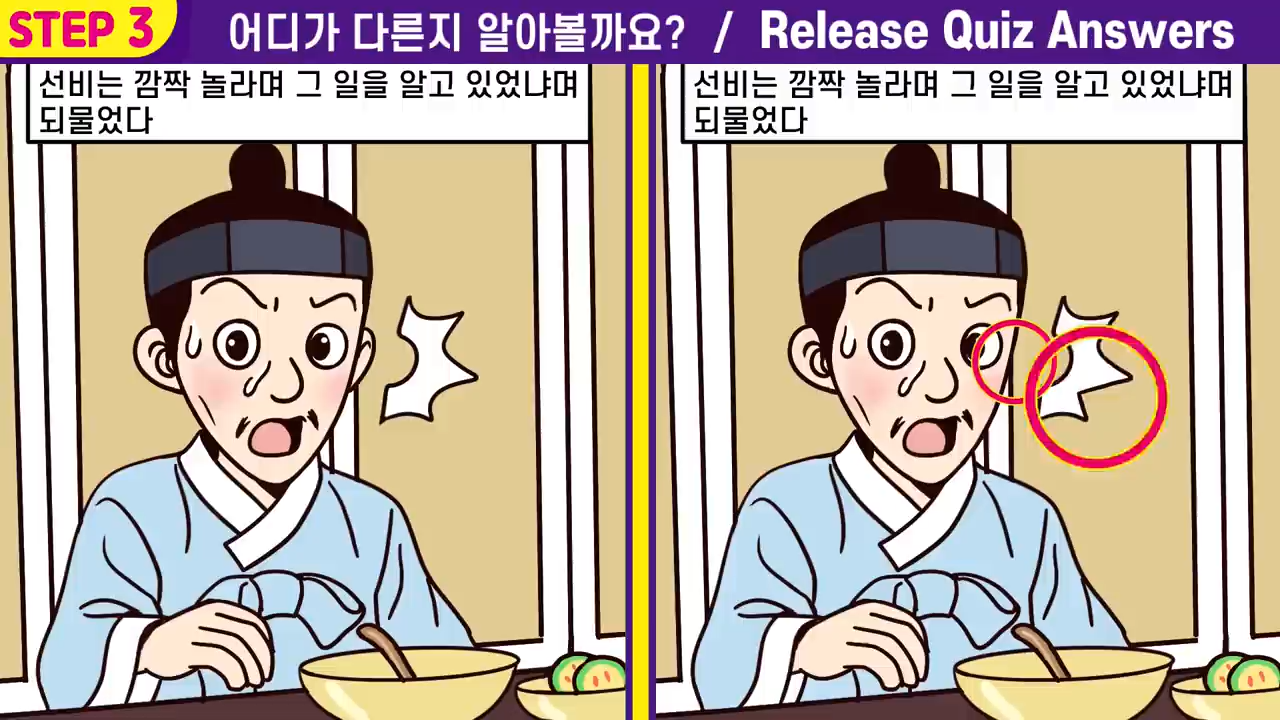 STEP 3
어디가 다른지 알아볼까요? / Release Quiz Answers
선비는 깜짝 놀라며 그 일을 알고 있었냐며
되물었다
선비는 깜짝 놀라며 그 일을 알고 있었냐며
되물었다